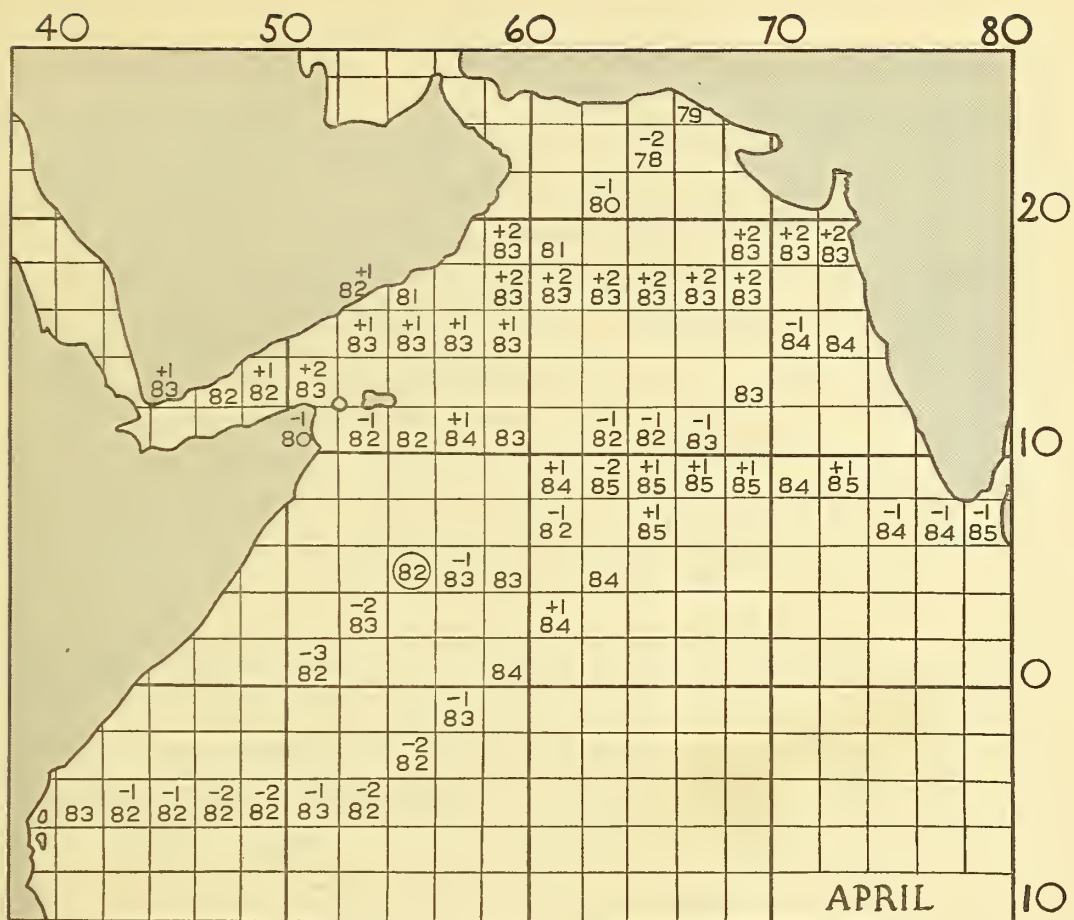 40 50 60 70 80
79
-2
78
-1
80
20
+2 +2 +2 +2
83 81 83 83 83
+1 +2 +2 +2 +2 +2 +2
82 81 83 83 83 83 83 83
+1 +1 +1 +1 -1
83 83 83 83 84 84
+1 +1 +2
83 82 82 83 83
-1 -1 +1 -1 -1 -1
80 82 82 84 83 82 82 83
10
+1 -2 +1 +1 +1 +1
84 85 85 85 85 84 85
-1 +1 -1 -1 -1
82 85 84 84 85
-1
82 83 83 84
-2 +1
83 84
-3
82 84
0
-1
83
-2
82
-1 -1 -2 -2 -1 -2
83 82 82 82 82 83 82
APRIL
10